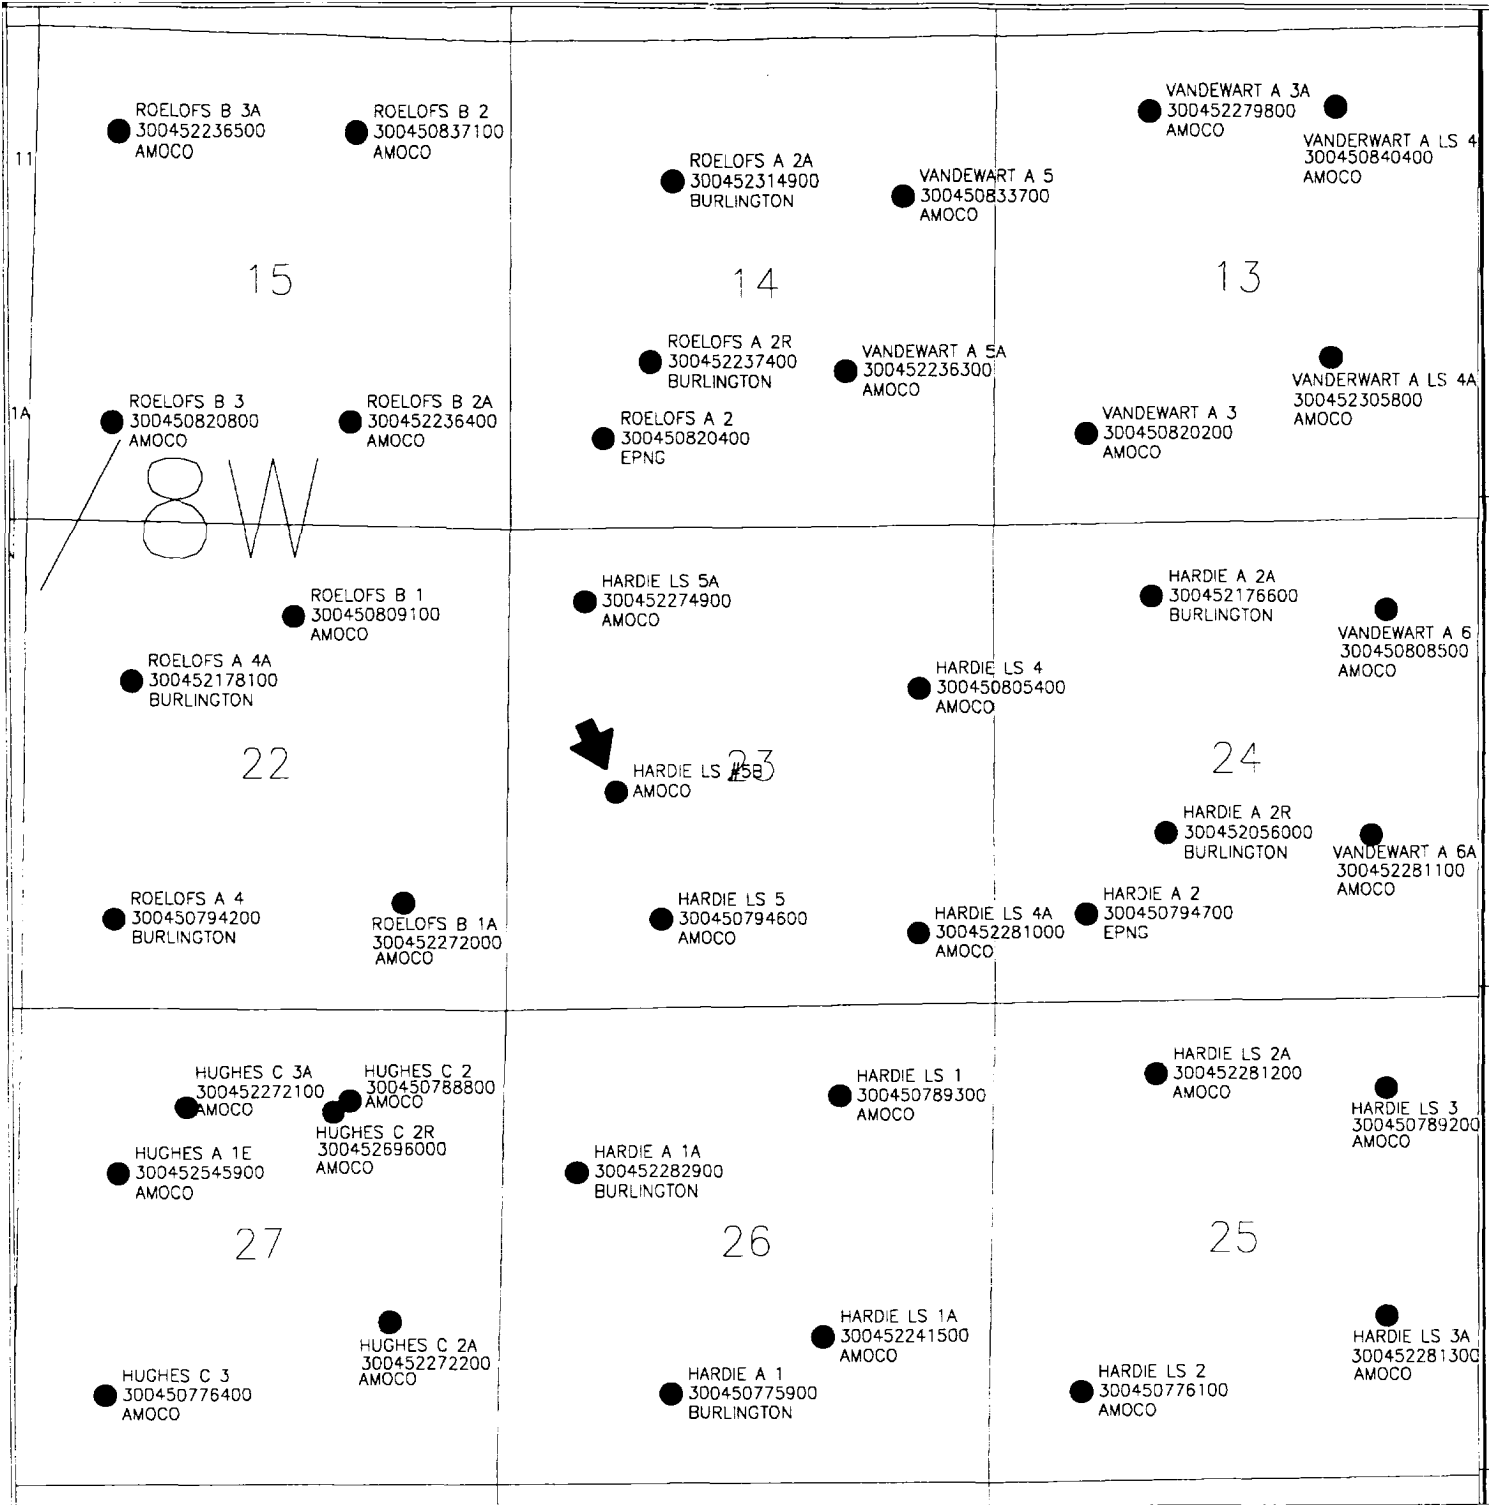 ROELOFS B 3A
300452236500
AMOCO
ROELOFS B 2
300450837100
AMOCO
11
15
ROELOFS B 3
300450820800
AMOCO
ROELOFS B 2A
300452236400
AMOCO
1A
/8W
ROELOFS A 2A
300452314900
BURLINGTON
VANDEWART A 5
300450833700
AMOCO
14
ROELOFS A 2R
300452237400
BURLINGTON
VANDEWART A 5A
300452236300
AMOCO
ROELOFS A 2
300450820400
EPNG
VANDEWART A 3A
300452279800
AMOCO
VANDERWART A LS 4
300450840400
AMOCO
13
VANDERWART A LS 4A
300452305800
AMOCO
VANDEWART A 3
300450820200
AMOCO
ROELOFS B 1
300450809100
AMOCO
ROELOFS A 4A
300452178100
BURLINGTON
22
ROELOFS A 4
300450794200
BURLINGTON
ROELOFS B 1A
300452272000
AMOCO
HARDIE LS 5A
300452274900
AMOCO
HARDIE LS 4
300450805400
AMOCO
23
HARDIE LS #5B
AMOCO
HARDIE LS 5
300450794600
AMOCO
HARDIE LS 4A
300452281000
AMOCO
HARDIE A 2A
300452176600
BURLINGTON
VANDEWART A 6
300450808500
AMOCO
24
HARDIE A 2R
300452056000
BURLINGTON
VANDEWART A 6A
300452281100
AMOCO
HARDIE A 2
300450794700
EPNG
HUGHES C 3A
300452272100
AMOCO
HUGHES C 2
300450788800
AMOCO
HUGHES C 2R
300452696000
AMOCO
HUGHES A 1E
300452545900
AMOCO
27
HUGHES C 2A
300452272200
AMOCO
HUGHES C 3
300450776400
AMOCO
HARDIE LS 1
300450789300
AMOCO
HARDIE A 1A
300452282900
BURLINGTON
26
HARDIE LS 1A
300452241500
AMOCO
HARDIE A 1
300450775900
BURLINGTON
HARDIE LS 2A
300452281200
AMOCO
HARDIE LS 3
300450789200
AMOCO
25
HARDIE LS 3A
300452281300
AMOCO
HARDIE LS 2
300450776100
AMOCO